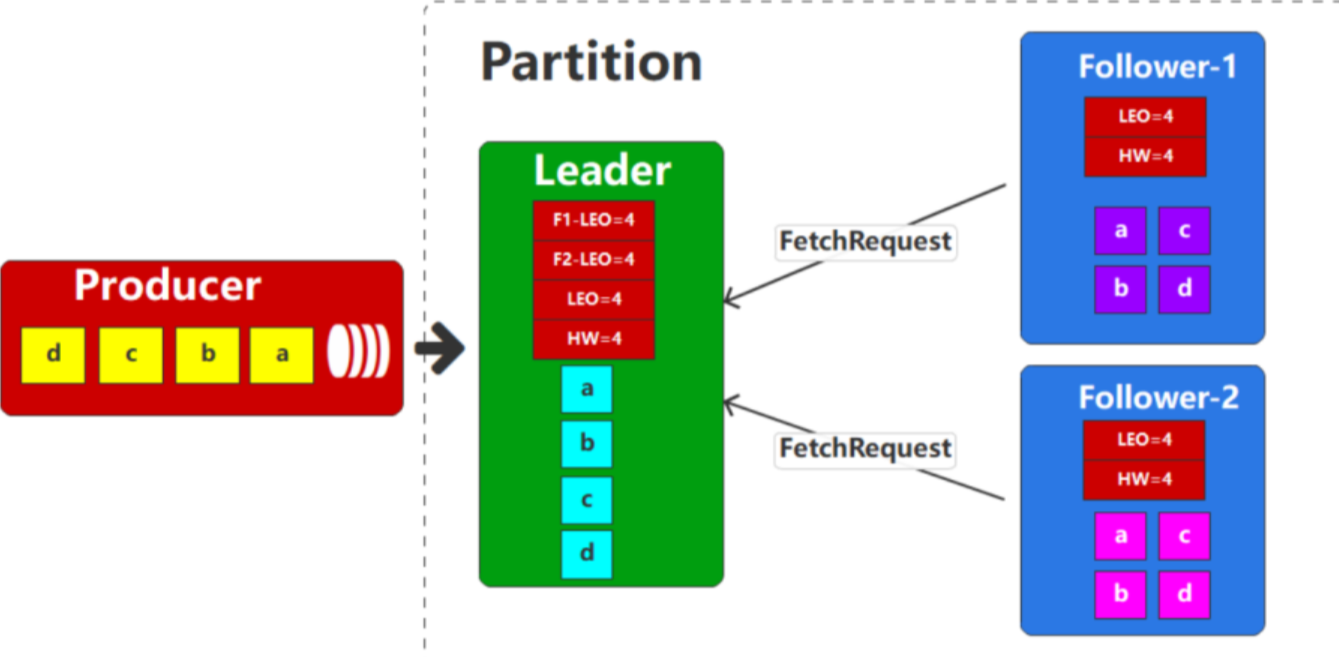 Partition
Producer
d c b a
Leader
F1-LEO=4
F2-LEO=4
LEO=4
HW=4
a
b
c
d
FetchRequest
FetchRequest
Follower-1
LEO=4
HW=4
a c
b d
Follower-2
LEO=4
HW=4
a c
b d